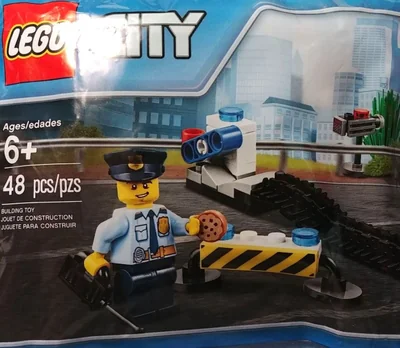 LEGO CITY
Ages/edades
6+
48 pcs/pzs
BUILDING TOY
JOUET DE CONSTRUCTION
JUGUETE PARA CONSTRUIR